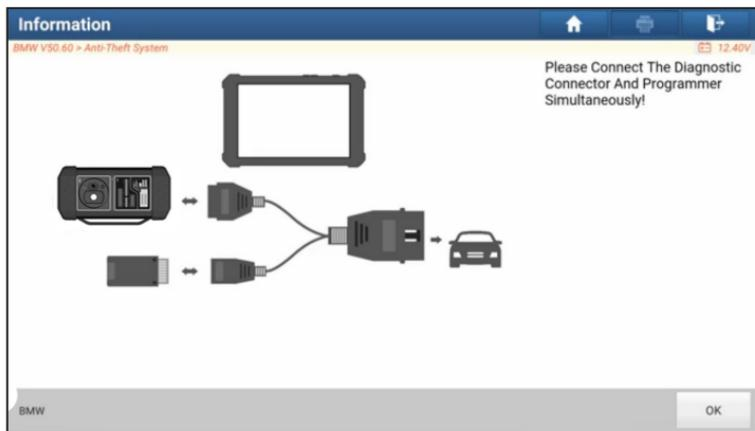 Information
BMW V50.60 > Anti-Theft System
12.40V
Please Connect The Diagnostic
Connector And Programmer
Simultaneously!
BMW
OK